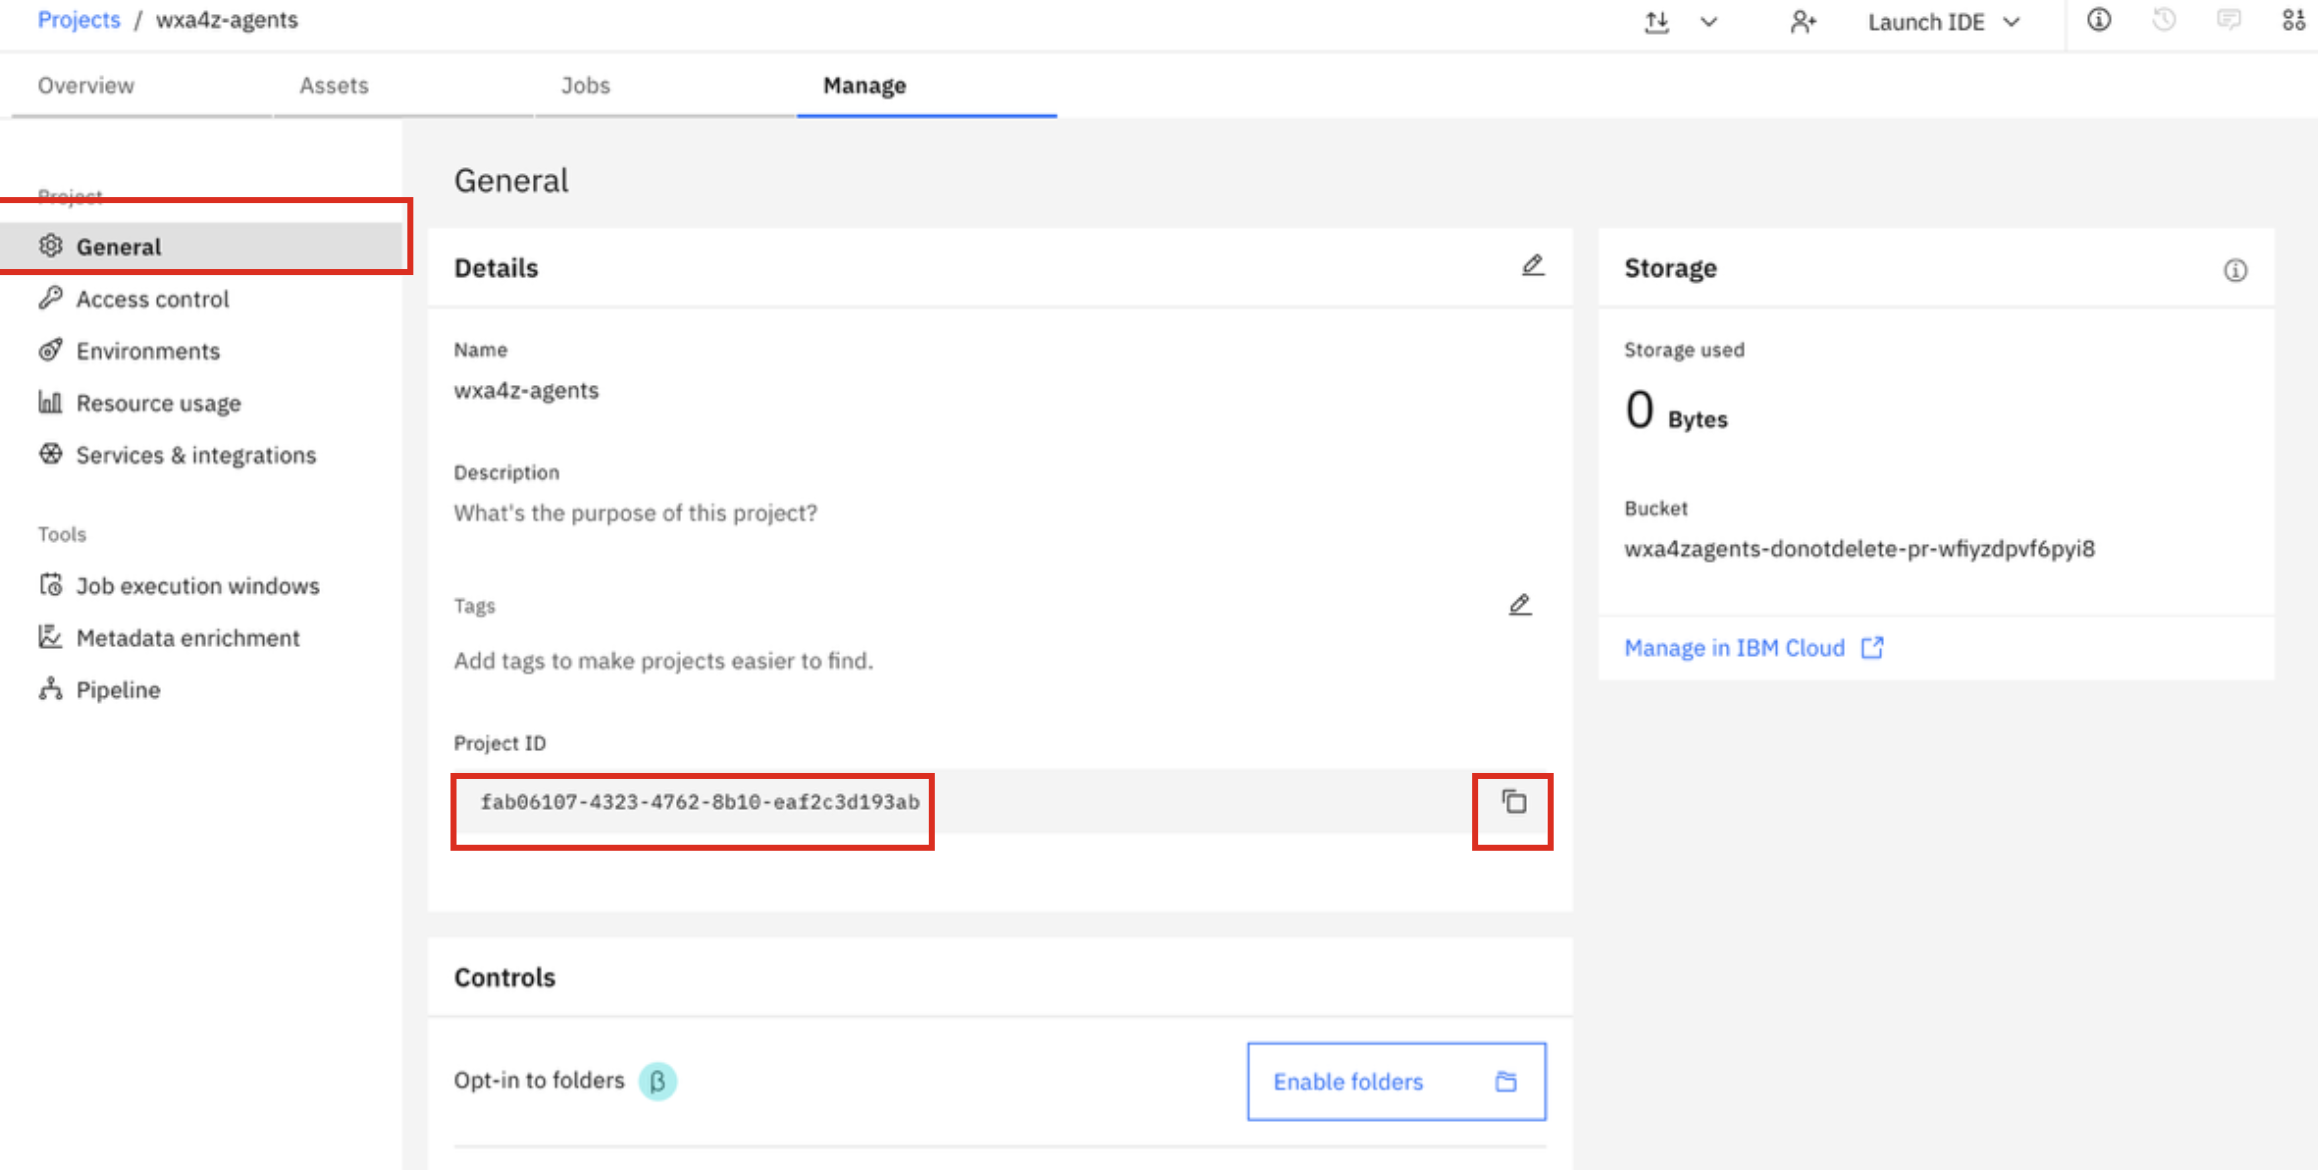 Projects / wxa4z-agents
Launch IDE
Overview
Assets
Jobs
Manage
Project
General
Access control
Environments
Resource usage
Services & integrations
Tools
Job execution windows
Metadata enrichment
Pipeline
General
Details
Name
wxa4z-agents
Description
What's the purpose of this project?
Tags
Add tags to make projects easier to find.
Project ID
fab06107-4323-4762-8b10-eaf2c3d193ab
Controls
Opt-in to folders β
Enable folders
Storage
Storage used
0 Bytes
Bucket
wxa4zagents-donotdelete-pr-wfiyzdpvf6pyi8
Manage in IBM Cloud